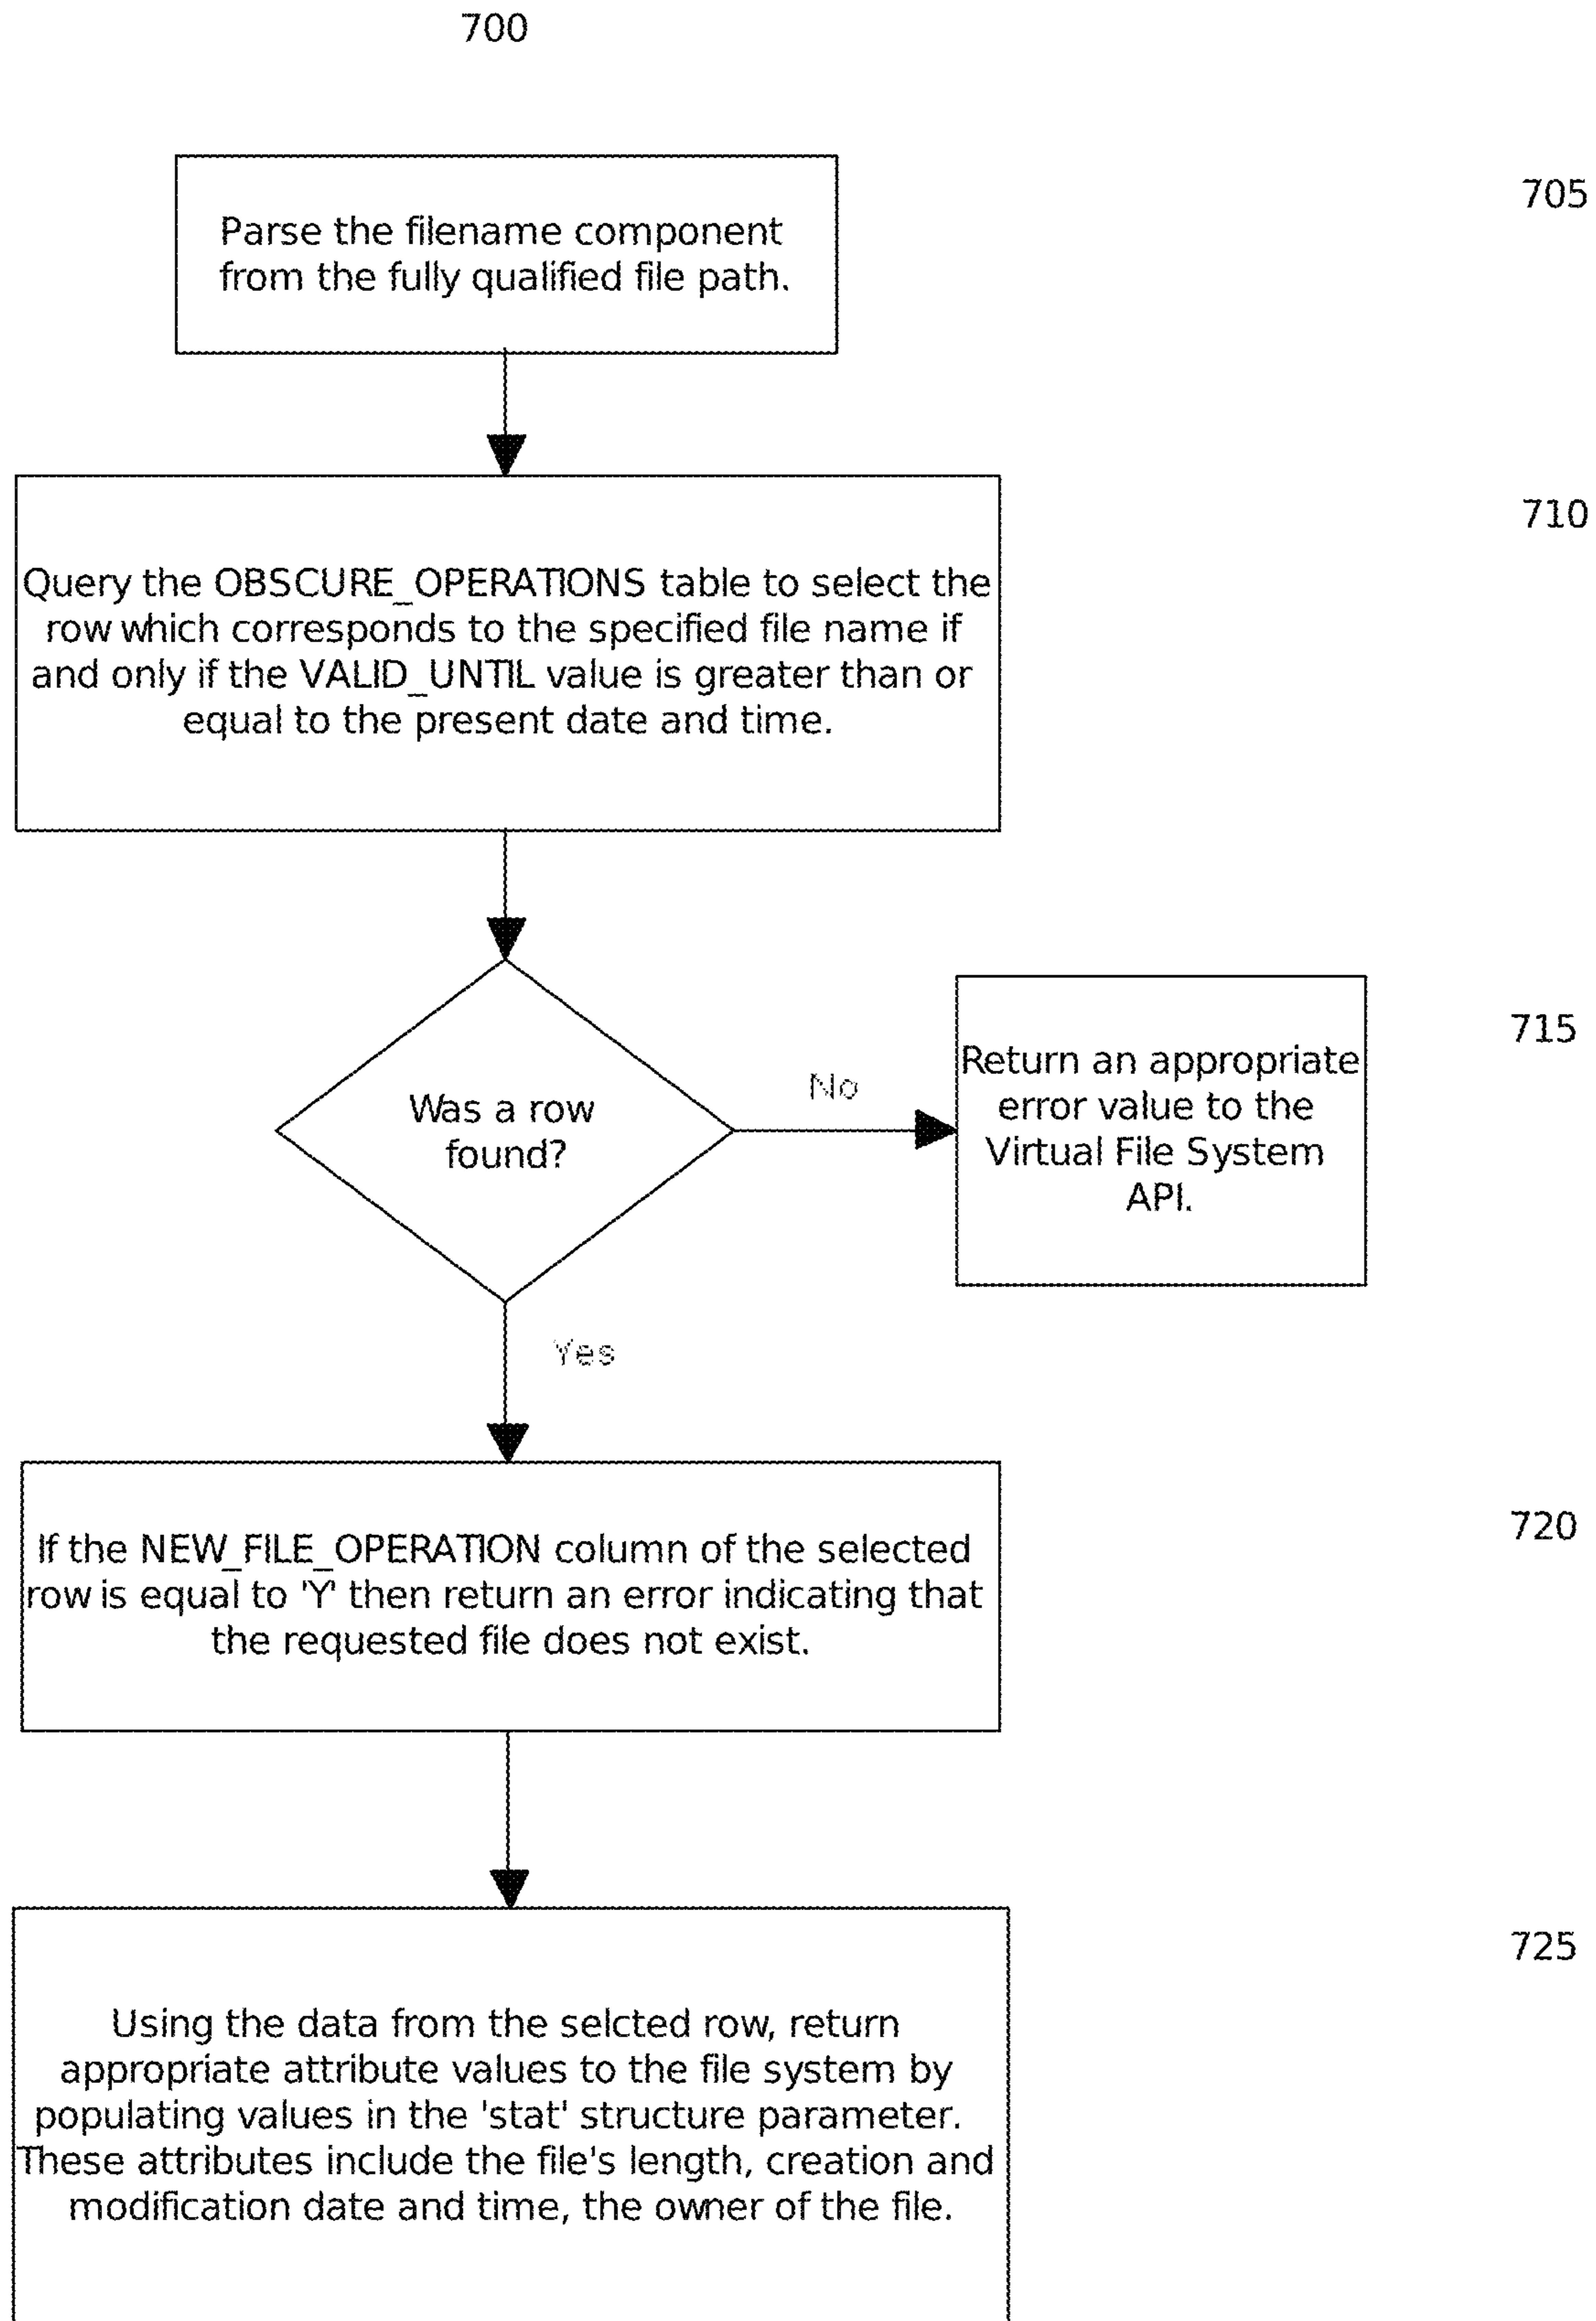 700
705
Parse the filename component
from the fully qualified file path.
710
Query the OBSCURE_OPERATIONS table to select the
row which corresponds to the specified file name if
and only if the VALID_UNTIL value is greater than or
equal to the present date and time.
715
Was a row
found?
No
Return an appropriate
error value to the
Virtual File System
API.
Yes
720
If the NEW_FILE_OPERATION column of the selected
row is equal to 'Y' then return an error indicating that
the requested file does not exist.
725
Using the data from the selcted row, return
appropriate attribute values to the file system by
populating values in the 'stat' structure parameter.
These attributes include the file's length, creation and
modification date and time, the owner of the file.